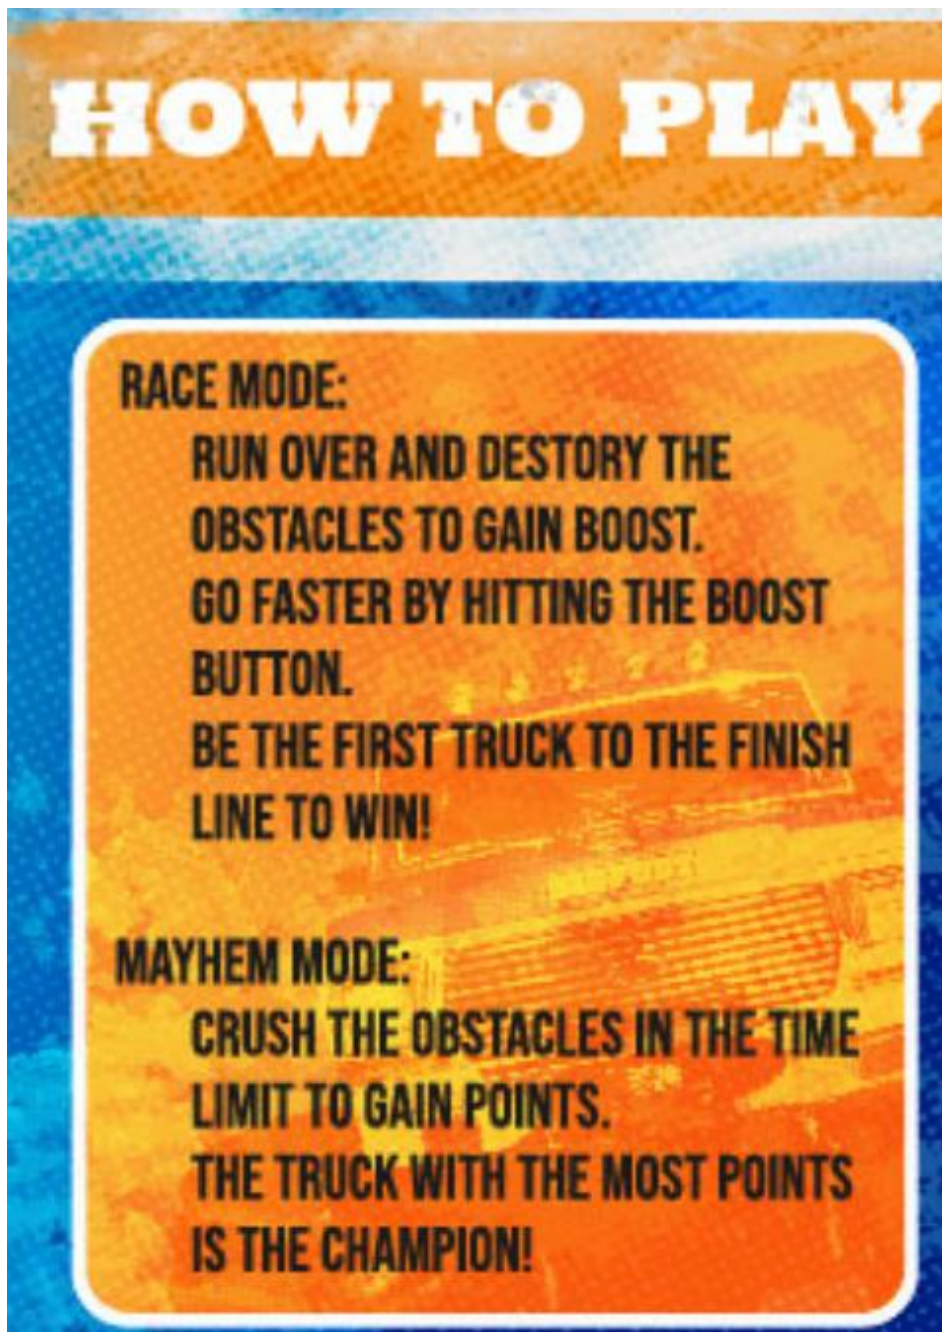 HOW TO PLAY
RACE MODE:
RUN OVER AND DESTORY THE
OBSTACLES TO GAIN BOOST.
GO FASTER BY HITTING THE BOOST
BUTTON.
BE THE FIRST TRUCK TO THE FINISH
LINE TO WIN!
MAYHEM MODE:
CRUSH THE OBSTACLES IN THE TIME
LIMIT TO GAIN POINTS.
THE TRUCK WITH THE MOST POINTS
IS THE CHAMPION!